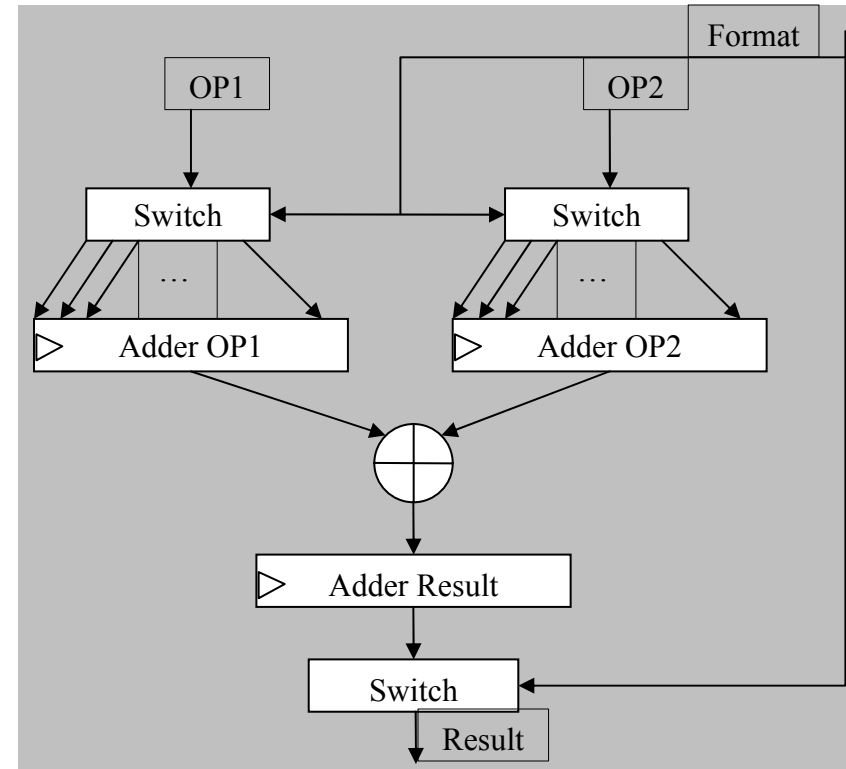 Format
OP1
OP2
Switch
Switch
...
...
Adder OP1
Adder OP2
Adder Result
Switch
Result